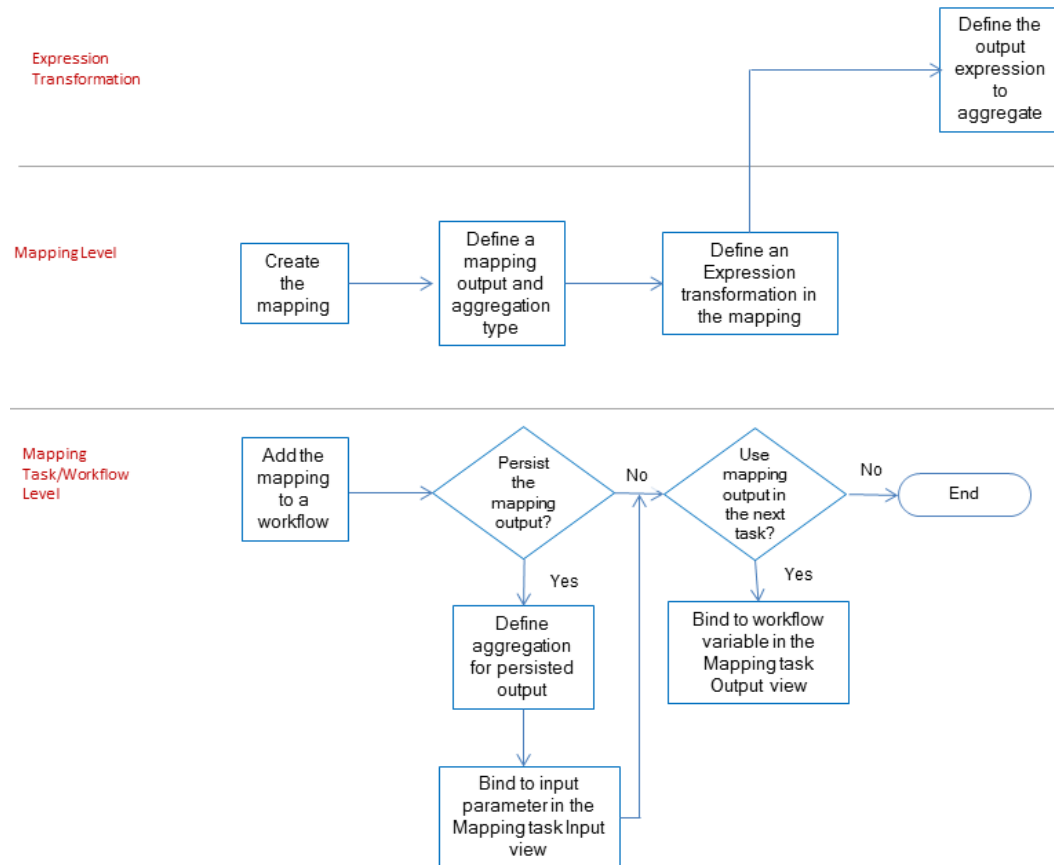 Expression
Transformation
Define the
output
expression
to
aggregate
Mapping Level
Create
the
mapping
Define a
mapping
output and
aggregation
type
Define an
Expression
transformation in
the mapping
Mapping
Task/Workflow
Level
Add the
mapping
to a
workflow
Persist
the
mapping
output?
No
Use
mapping
output in
the next
task?
No
End
Yes
Define
aggregation
for persisted
output
Yes
Bind to workflow
variable in the
Mapping task
Output view
Bind to input
parameter in the
Mapping task Input
view